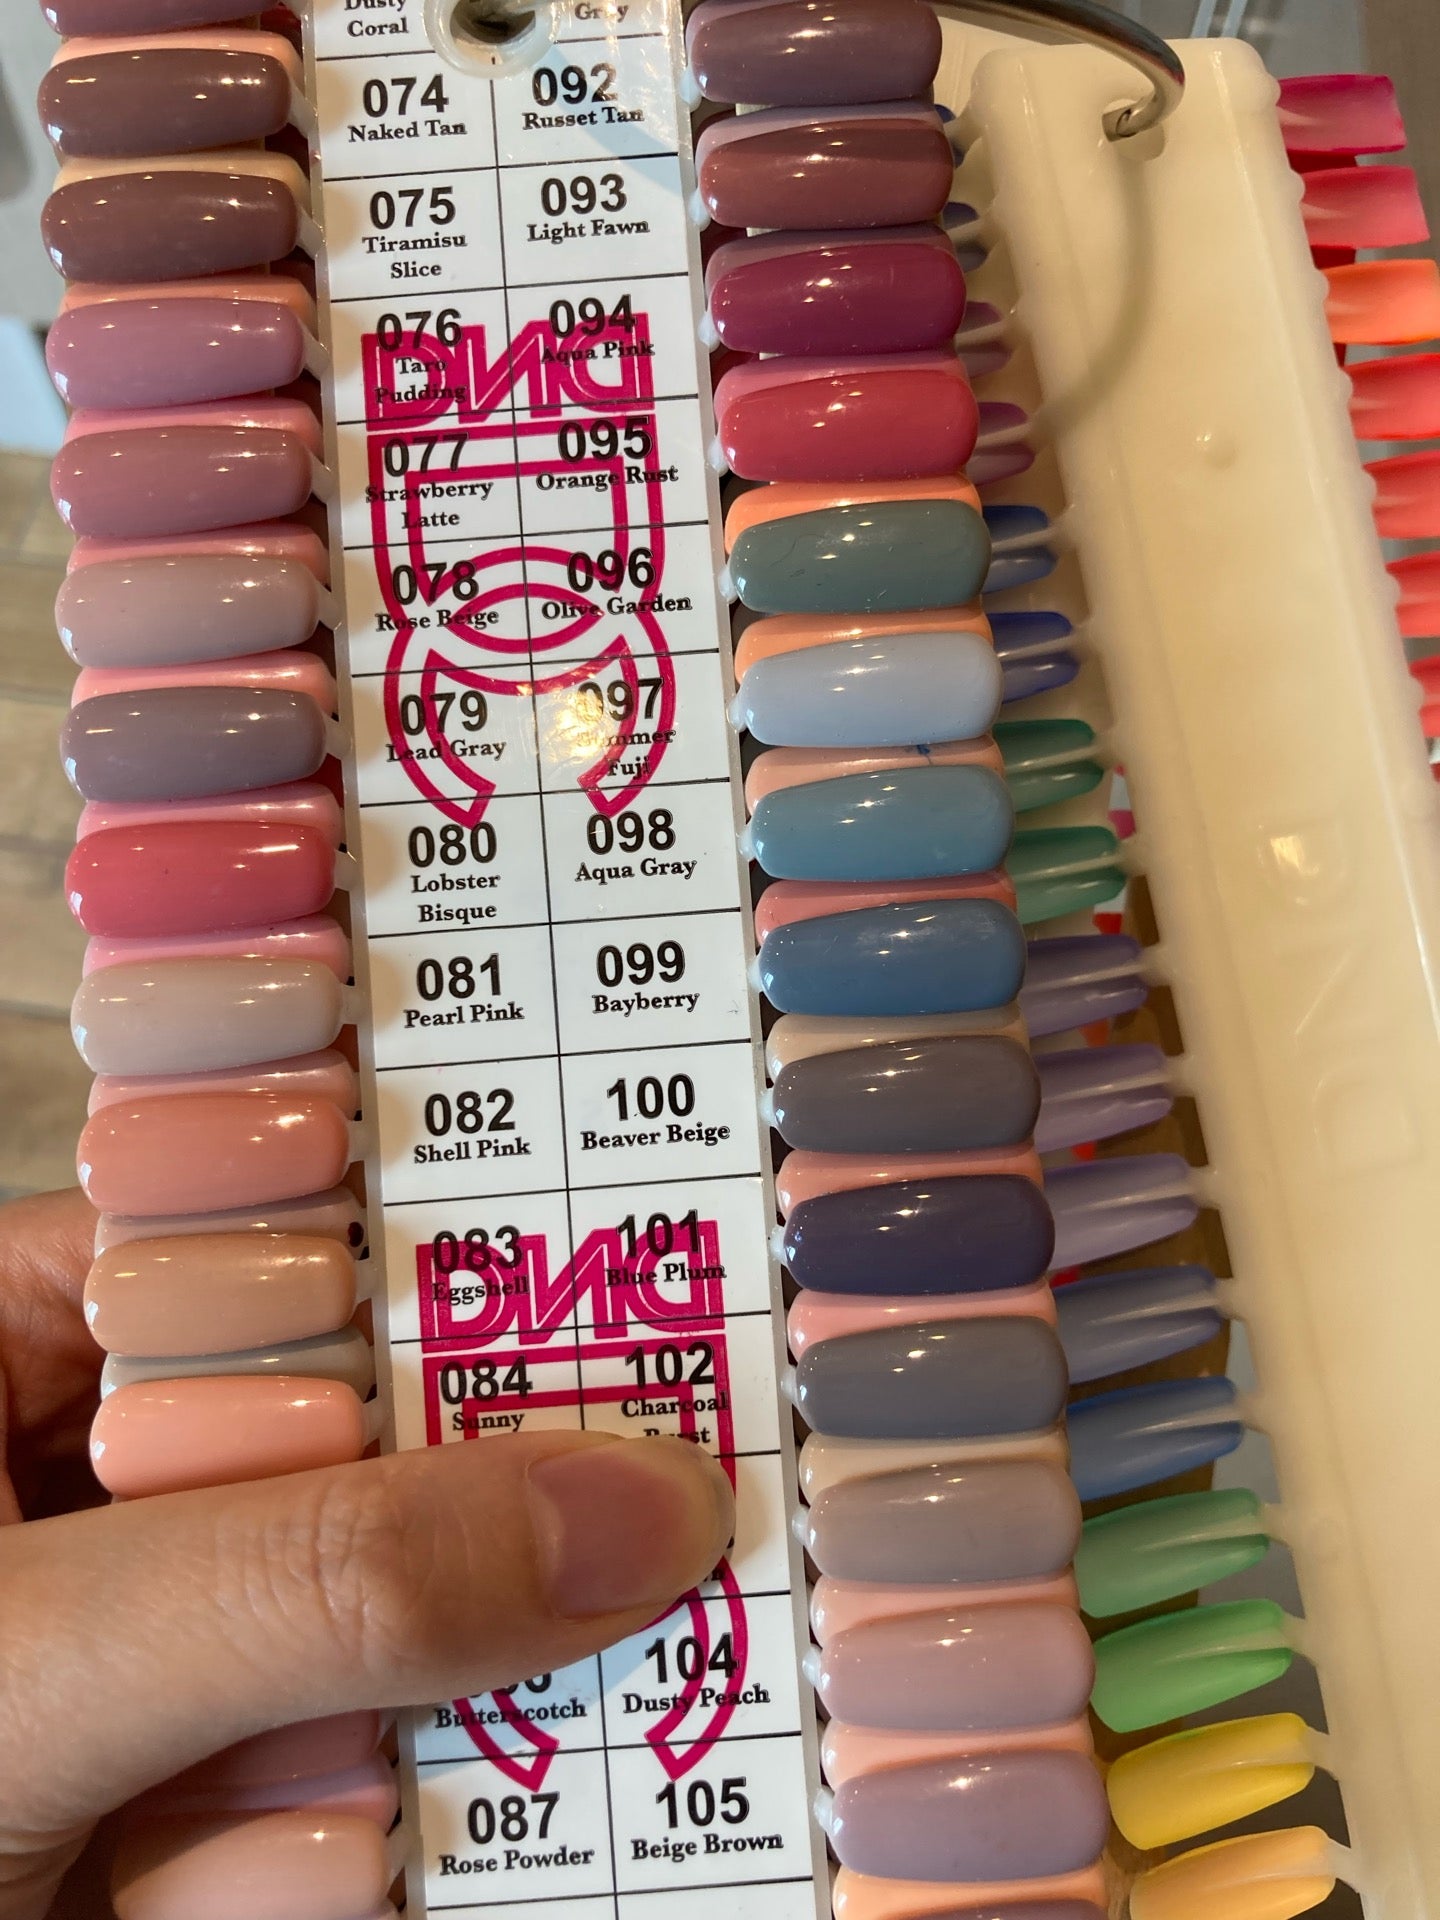 Dusty
Coral
Gray
074
Naked Tan
092
Russet Tan
075
Tiramisu
Slice
093
Light Fawn
076
Taro
Pudding
094
Aqua Pink
DND
077
Strawberry
Latte
095
Orange Rust
078
Rose Beige
096
Olive Garden
079
Lead Gray
097
Summer
Fuji
080
Lobster
Bisque
098
Aqua Gray
081
Pearl Pink
099
Bayberry
082
Shell Pink
100
Beaver Beige
083
Eggshell
101
Blue Plum
DND
084
Sunny
102
Charcoal
Butterscotch
104
Dusty Peach
087
Rose Powder
105
Beige Brown